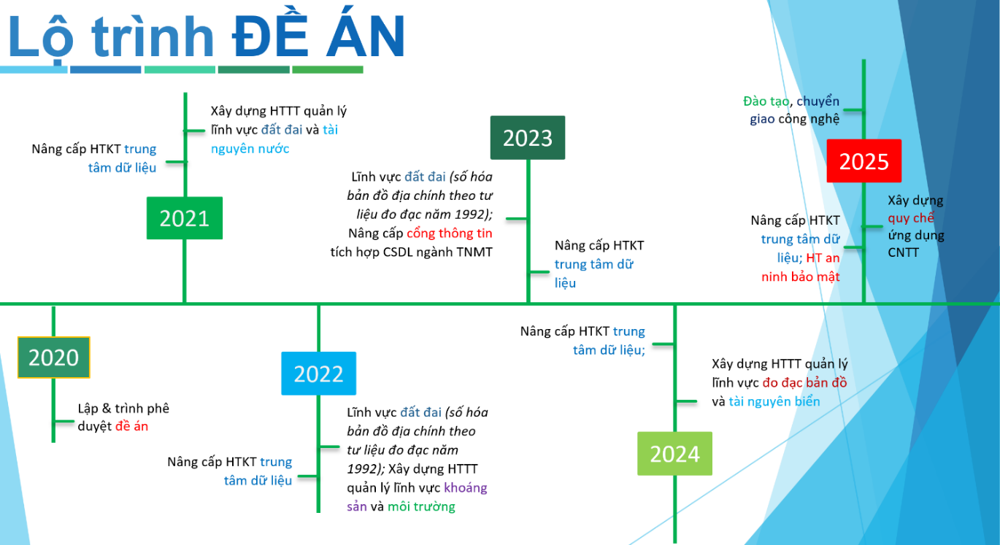 Lộ trình ĐỀ ÁN
Xây dựng HTTT quản lý
lĩnh vực đất đai và tài
nguyên nước
Nâng cấp HTKT trung
tâm dữ liệu
2021
2023
Lĩnh vực đất đai (số hóa
bản đồ địa chính theo tư
liệu đo đạc năm 1992);
Nâng cấp cổng thông tin
tích hợp CSDL ngành TNMT
Nâng cấp HTKT
trung tâm dữ
liệu
Đào tạo, chuyển
giao công nghệ
2025
Xây dựng
quy chế
ứng dụng
CNTT
Nâng cấp HTKT
trung tâm dữ
liệu; HT an
ninh bảo mật
2020
Lập & trình phê
duyệt đề án
2022
Lĩnh vực đất đai (số hóa
bản đồ địa chính theo
tư liệu đo đạc năm
1992); Xây dựng HTTT
quản lý lĩnh vực khoáng
sản và môi trường
Nâng cấp HTKT trung
tâm dữ liệu
Nâng cấp HTKT trung
tâm dữ liệu;
Xây dựng HTTT quản lý
lĩnh vực đo đạc bản đồ
và tài nguyên biển
2024